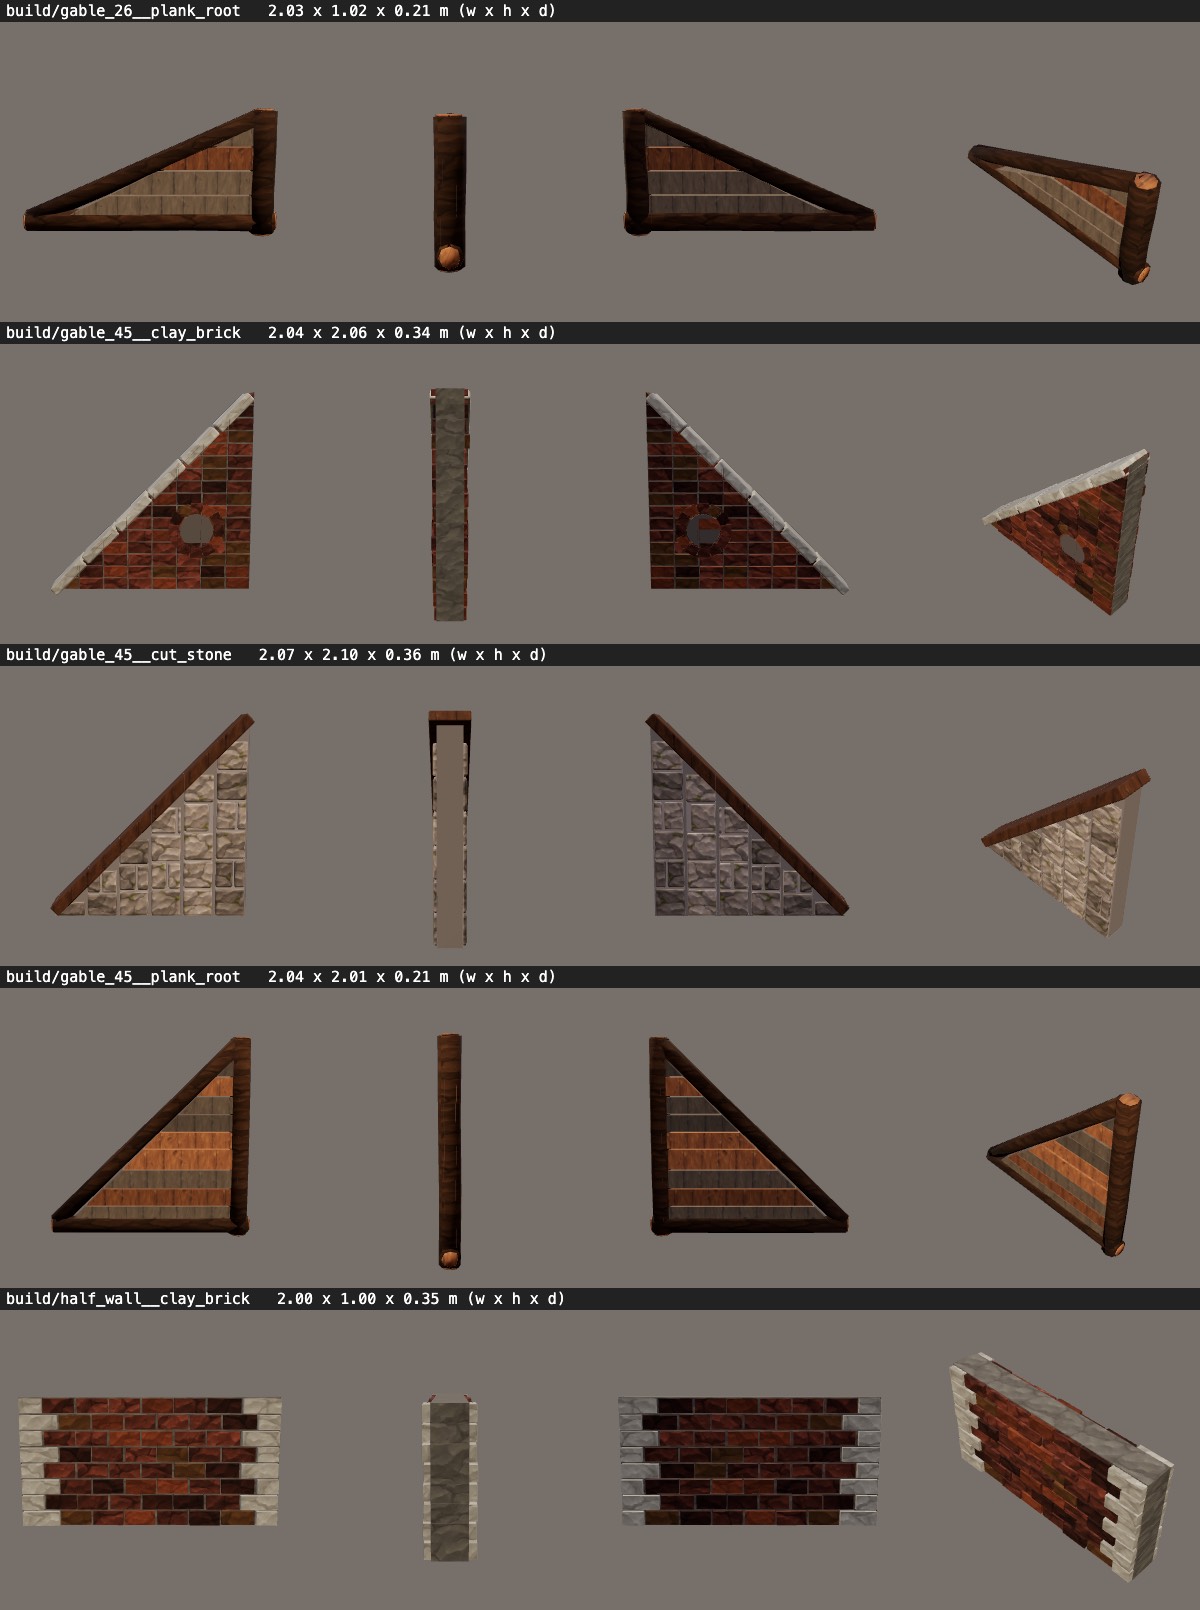 build/gable_26__plank_root   2.03 x 1.02 x 0.21 m (w x h x d)
build/gable_45__clay_brick   2.04 x 2.06 x 0.34 m (w x h x d)
build/gable_45__cut_stone   2.07 x 2.10 x 0.36 m (w x h x d)
build/gable_45__plank_root   2.04 x 2.01 x 0.21 m (w x h x d)
build/half_wall__clay_brick   2.00 x 1.00 x 0.35 m (w x h x d)